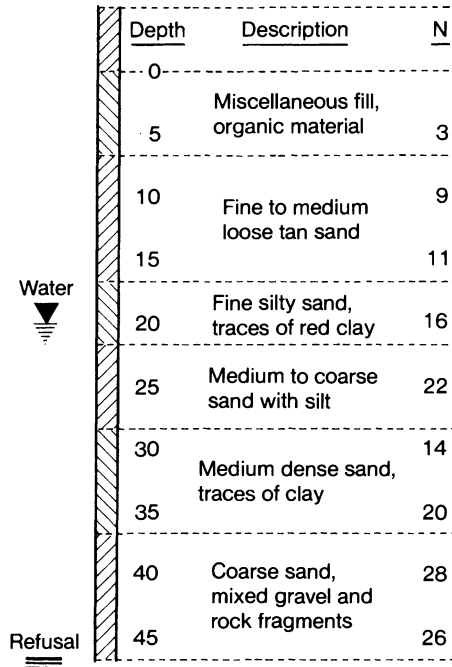 Depth Description N
0
Miscellaneous fill,
5 organic material 3
10 9
Fine to medium
loose tan sand
15 11
Water
Fine silty sand,
20 traces of red clay 16
Medium to coarse
25 sand with silt 22
30 14
Medium dense sand,
traces of clay
35 20
40 Coarse sand, 28
mixed gravel and
rock fragments
Refusal 45 26